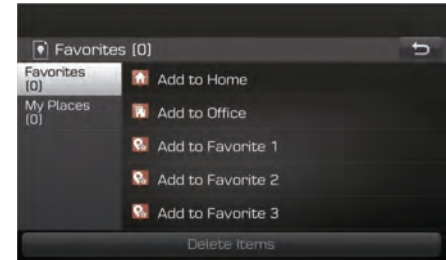 Favorites (0)
Favorites
(0)
My Places
(0)
Add to Home
Add to Office
Add to Favorite 1
Add to Favorite 2
Add to Favorite 3
Delete Items